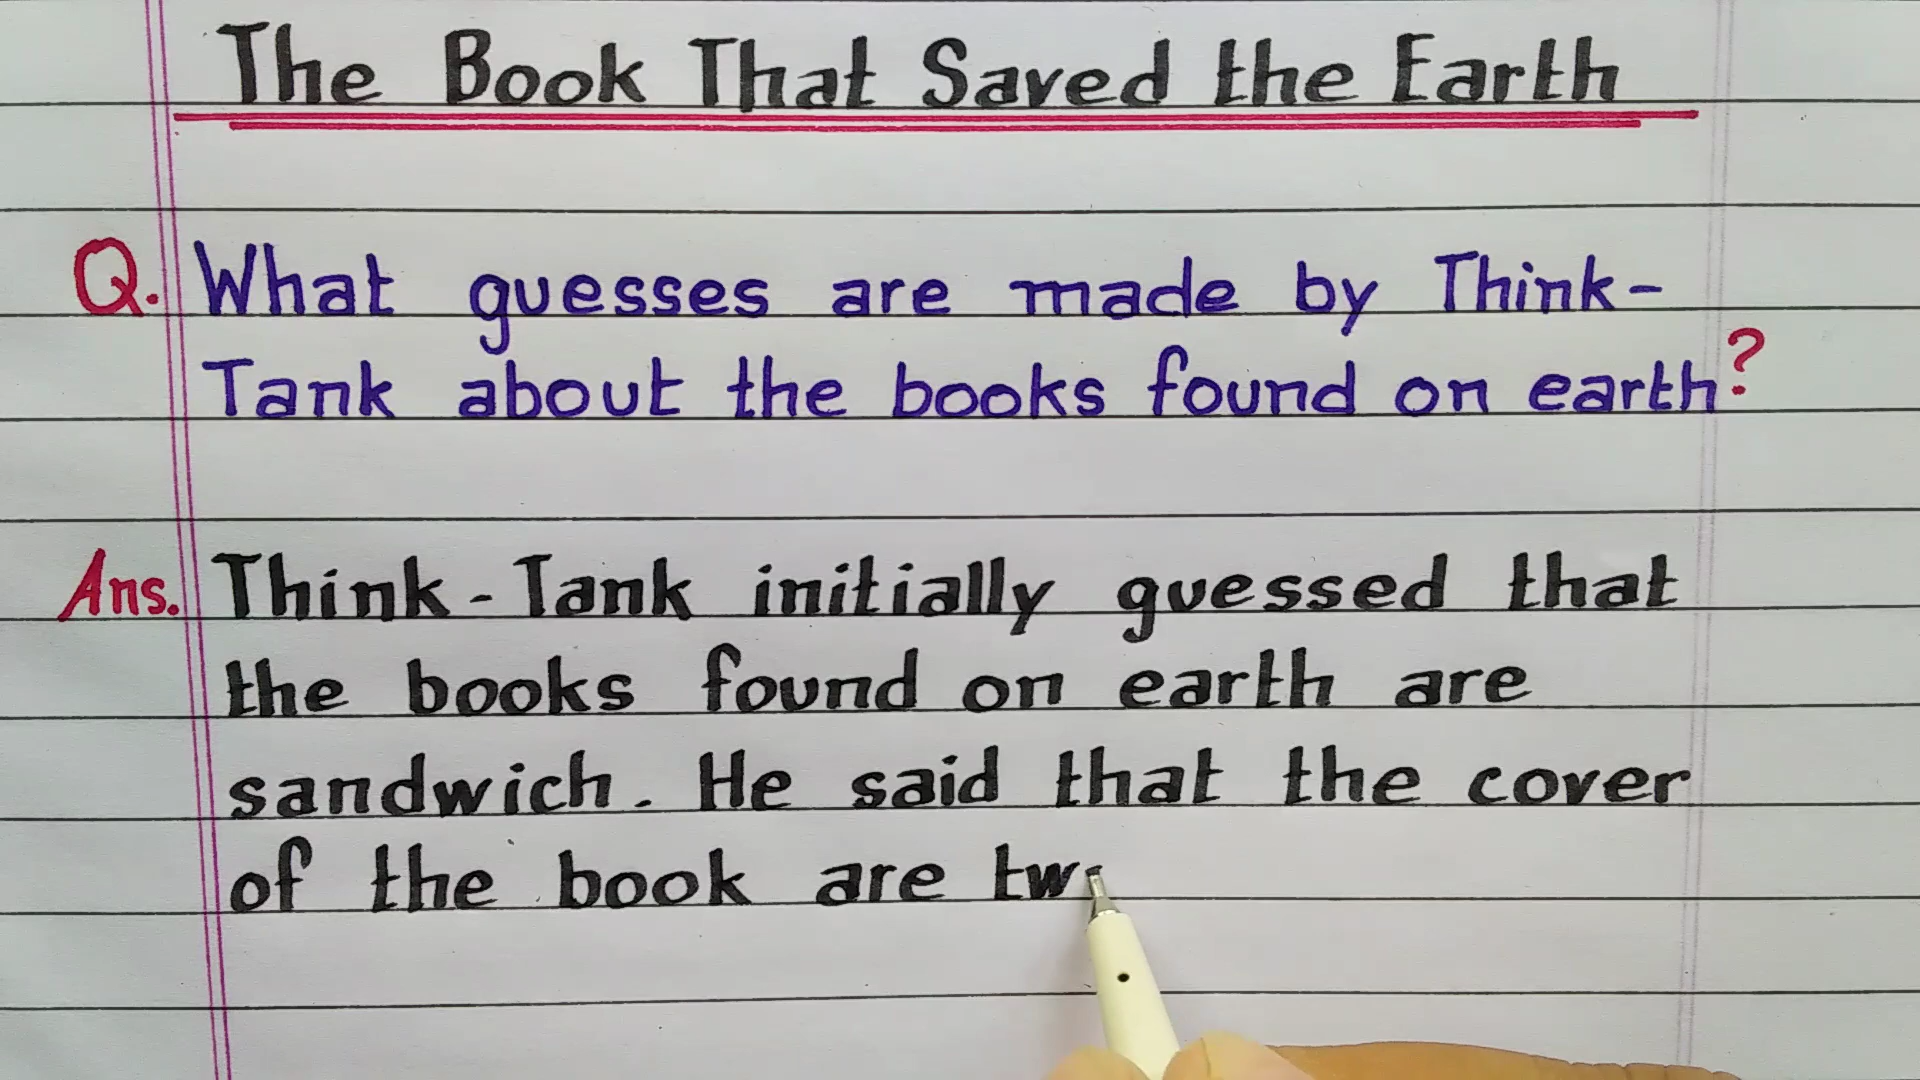 The Book That Saved the Earth
Q. What guesses are made by Think-
Tank about the books found on earth?
Ans. Think-Tank initially guessed that
the books found on earth are
sandwich. He said that the cover
of the book are